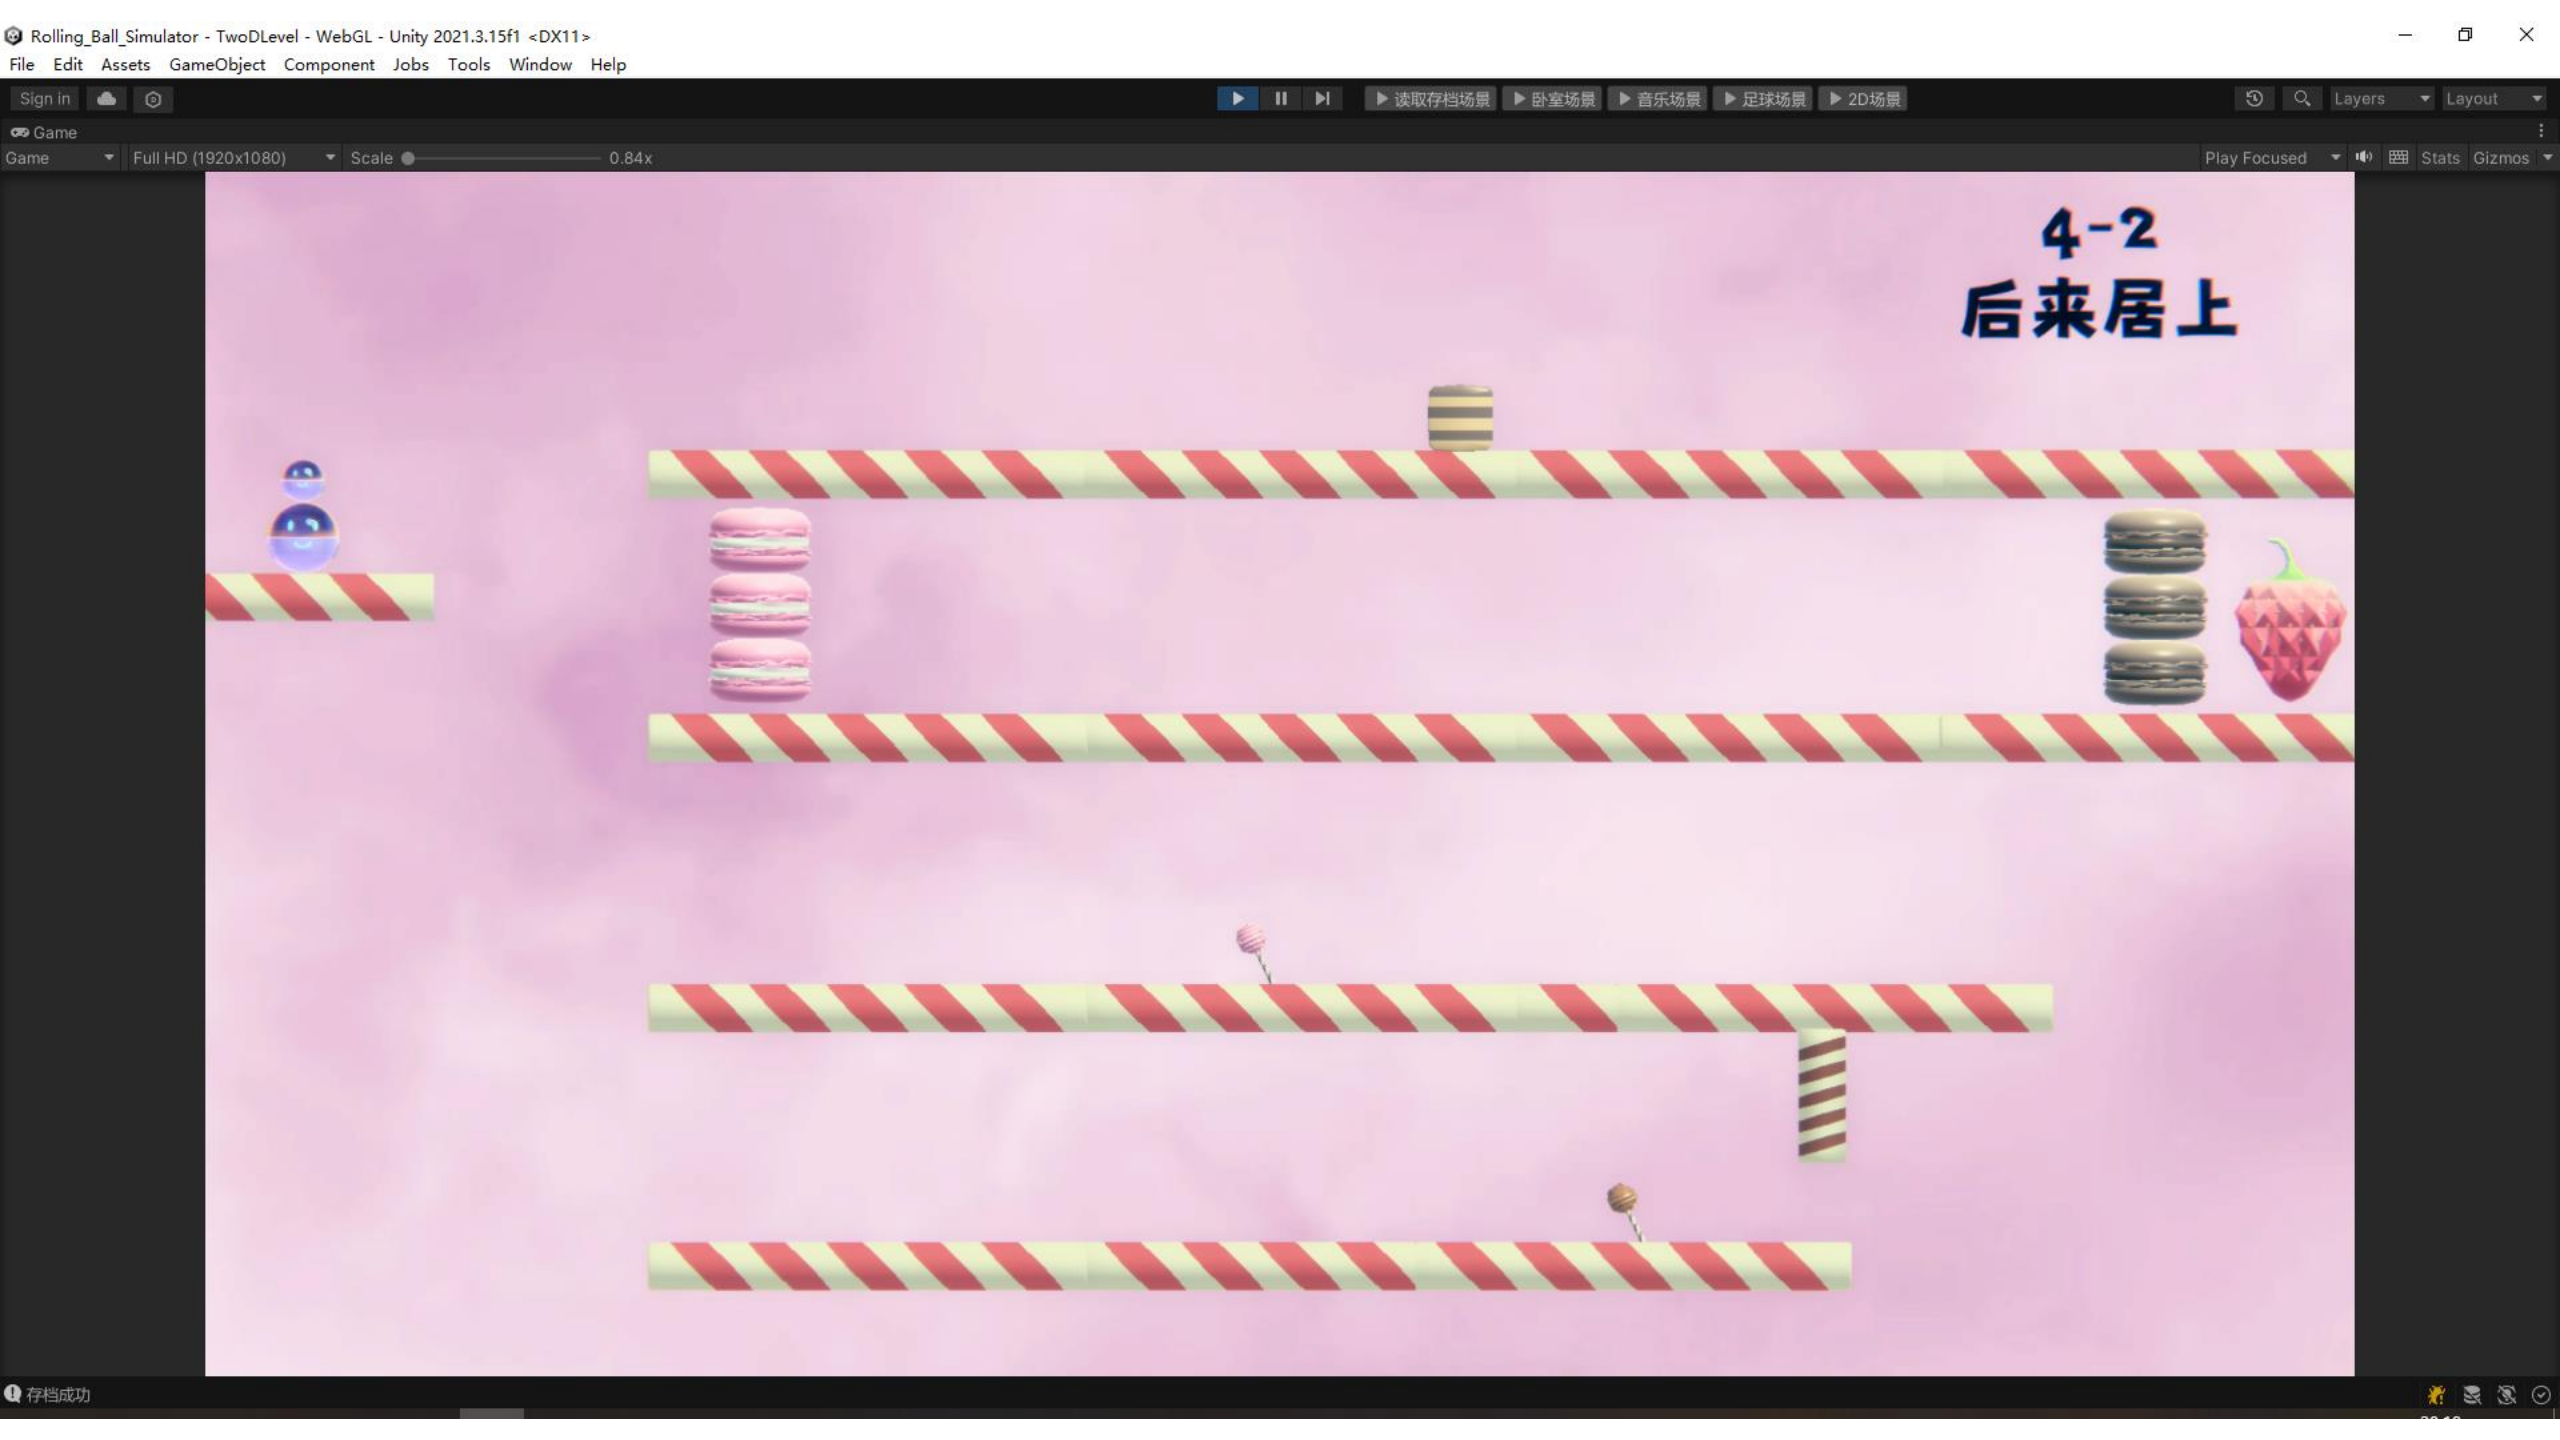 Rolling_Ball_Simulator - TwoDLevel - WebGL - Unity 2021.3.15f1 <DX11>
File Edit Assets GameObject Component Jobs Tools Window Help
Sign in 读取存档场景 卧室场景 音乐场景 足球场景 2D场景 Layers Layout
Game
Game Full HD (1920x1080) Scale 0.84x Play Focused Stats Gizmos
4-2
后来居上
存档成功